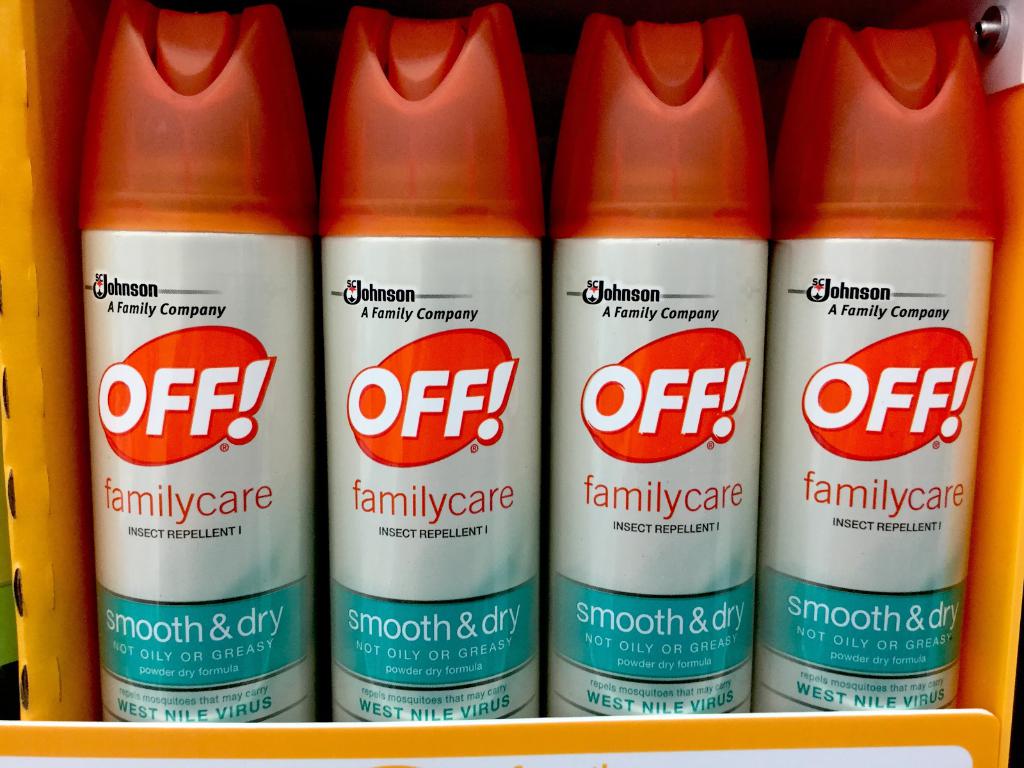 SC Johnson
A Family Company
OFF!®
familycare
INSECT REPELLENT I
smooth & dry
NOT OILY OR GREASY
powder dry formula
repels mosquitoes that may carry
WEST NILE VIRUS
SC Johnson
A Family Company
OFF!®
familycare
INSECT REPELLENT I
smooth & dry
NOT OILY OR GREASY
powder dry formula
repels mosquitoes that may carry
WEST NILE VIRUS
SC Johnson
A Family Company
OFF!®
familycare
INSECT REPELLENT I
smooth & dry
NOT OILY OR GREASY
powder dry formula
repels mosquitoes that may carry
WEST NILE VIRUS
SC Johnson
A Family Company
OFF!®
familycare
INSECT REPELLENT I
smooth & dry
NOT OILY OR GREASY
powder dry formula
repels mosquitoes that may carry
WEST NILE VIRUS